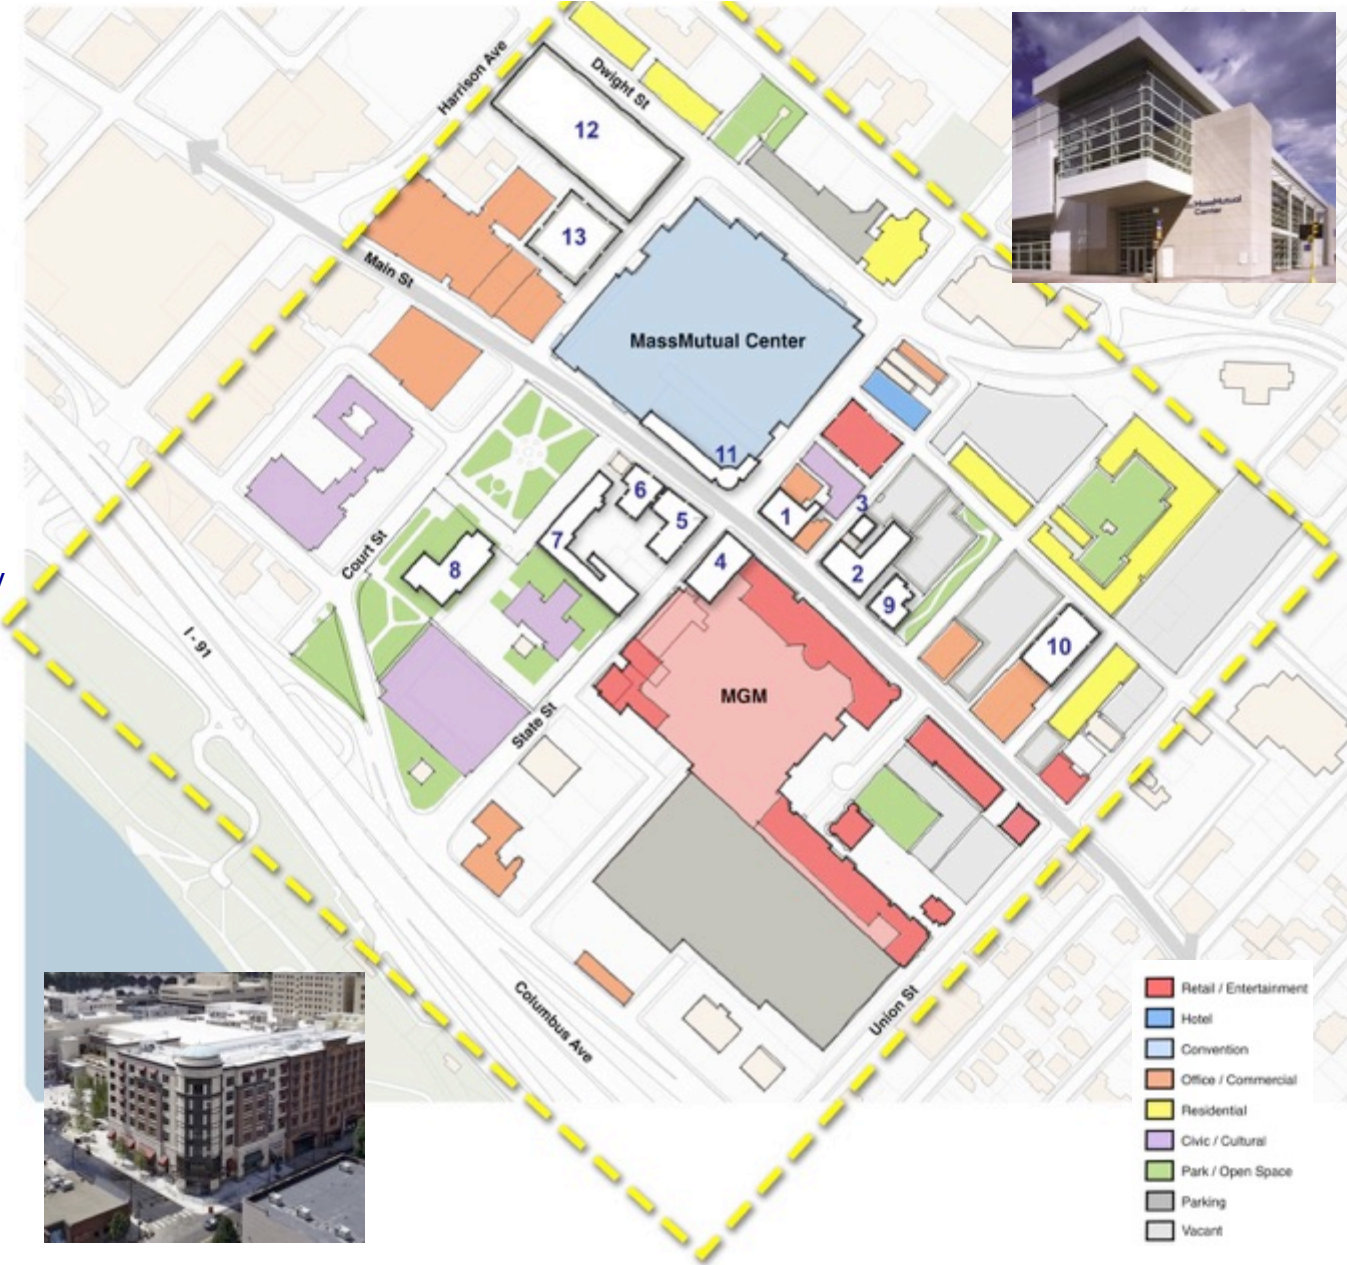 Harrison Ave
Dwight St
12
MassMutual
Center
13
Main St
MassMutual Center
11
6
5
7
3
1
2
4
8
9
10
Court St
I - 91
MGM
State St
Columbus Ave
Union St
y
Retail / Entertainment
Hotel
Convention
Office / Commercial
Residential
Civic / Cultural
Park / Open Space
Parking
Vacant